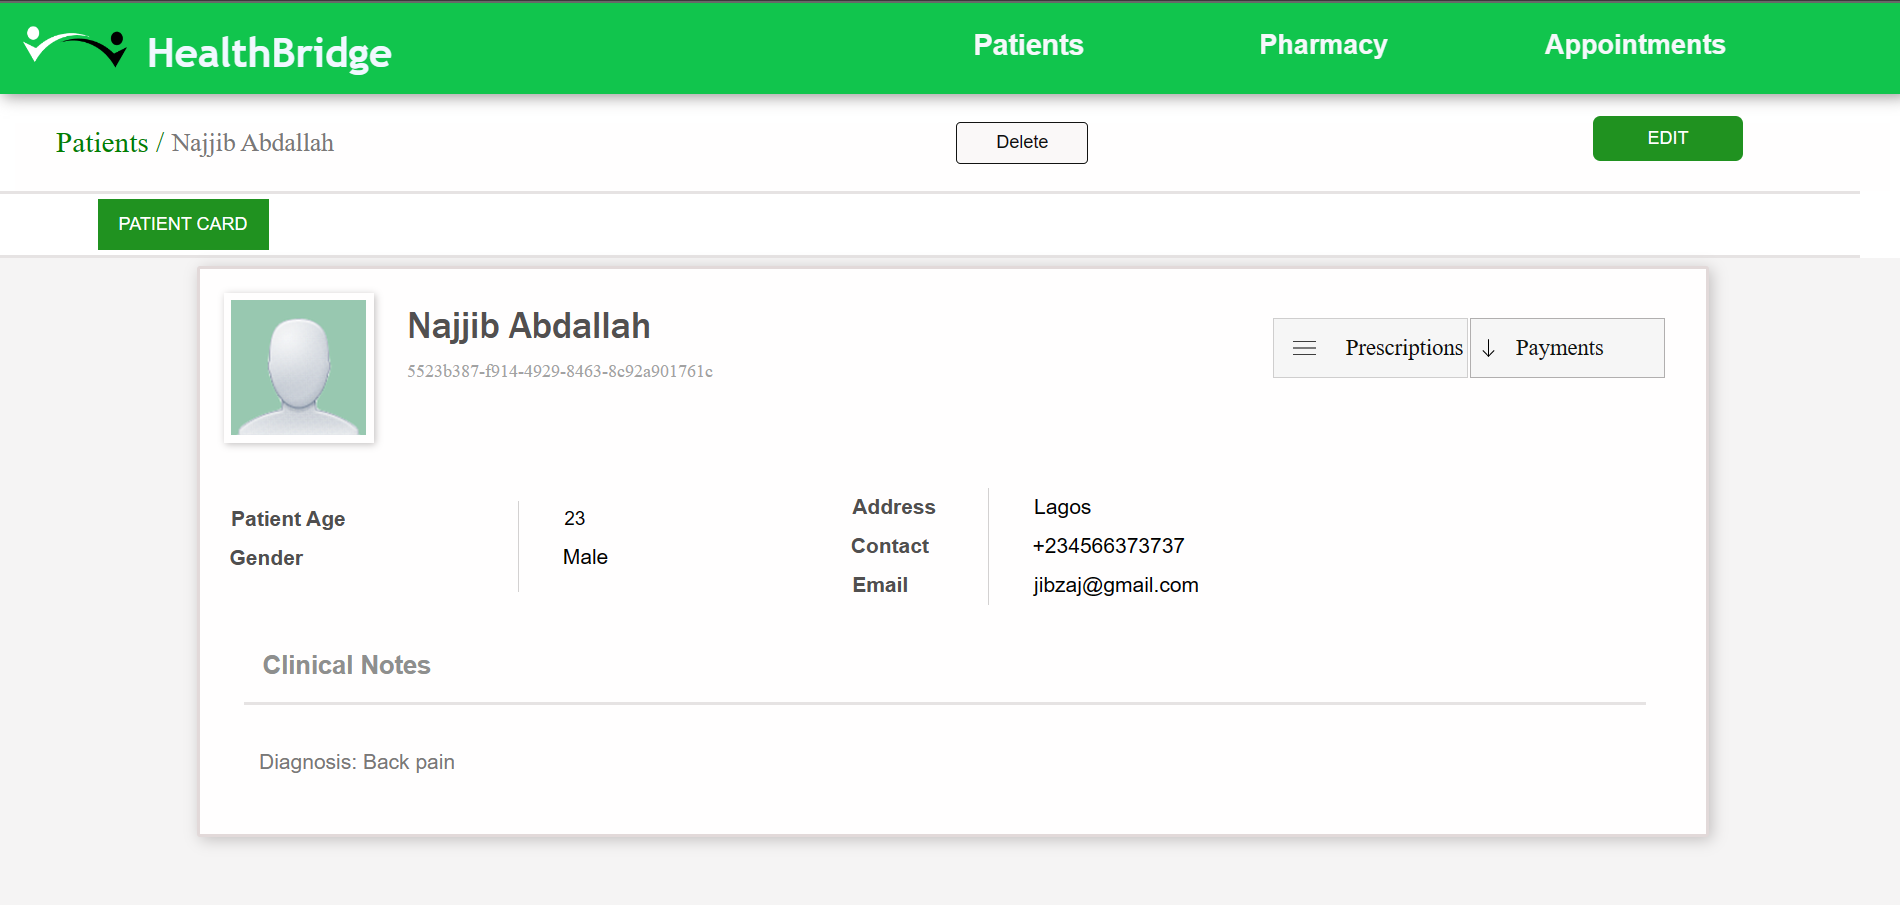 HealthBridge
Patients
Pharmacy
Appointments
Patients / Najjib Abdallah
Delete
EDIT
PATIENT CARD
Najjib Abdallah
5523b387-f914-4929-8463-8c92a901761c
Prescriptions
Payments
Patient Age
23
Gender
Male
Address
Lagos
Contact
+234566373737
Email
jibzaj@gmail.com
Clinical Notes
Diagnosis: Back pain